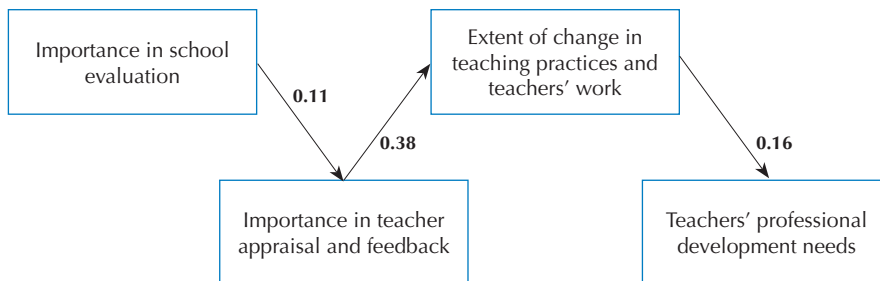 Importance in school
evaluation
Extent of change in
teaching practices and
teachers’ work
0.11
0.38
0.16
Importance in teacher
appraisal and feedback
Teachers’ professional
development needs